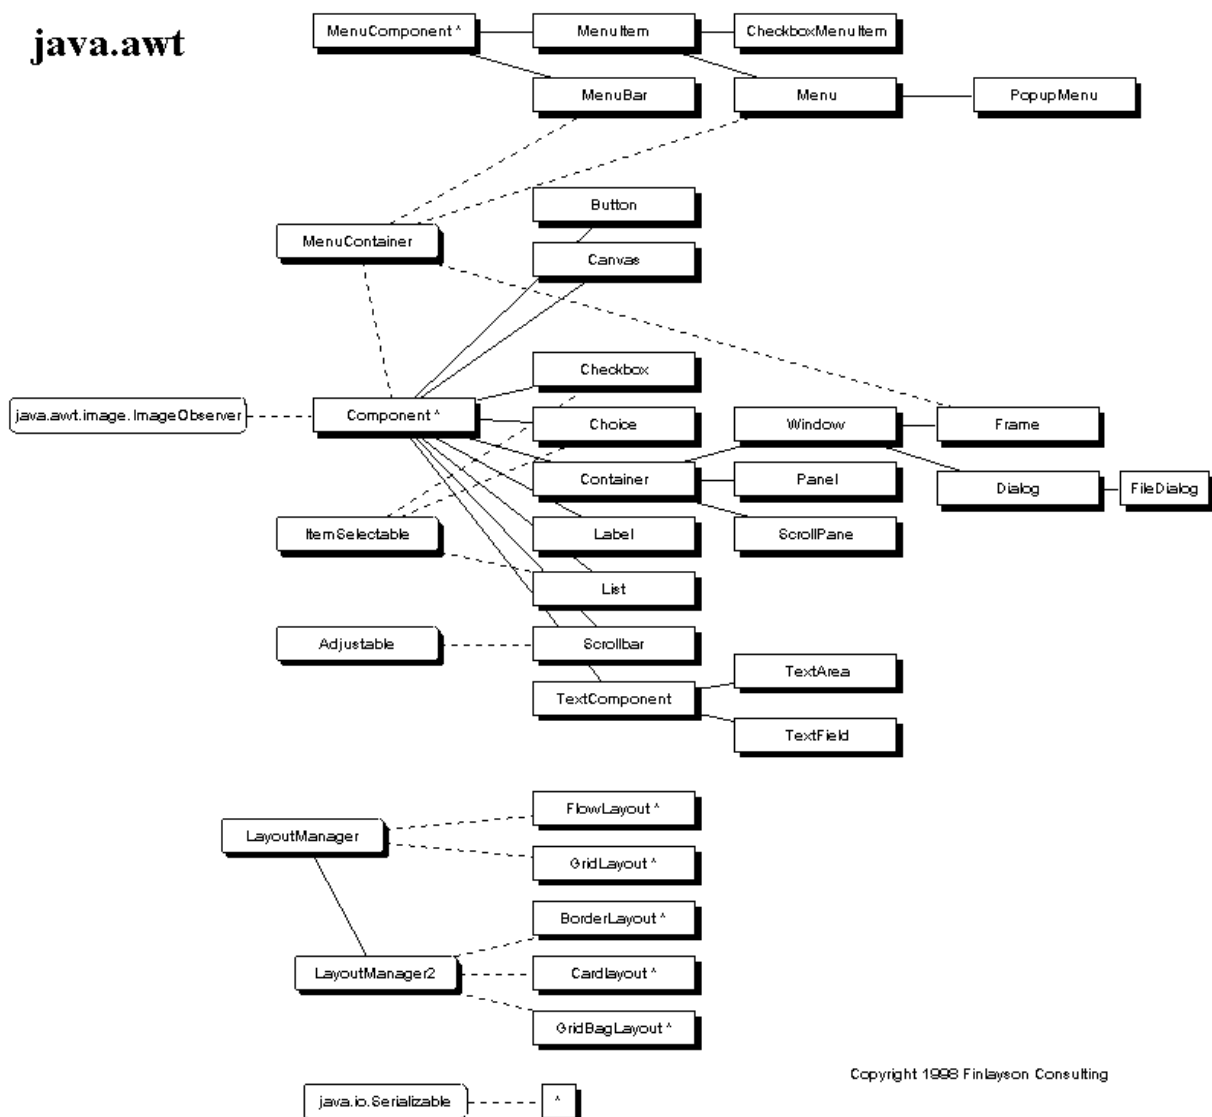 java.awt
MenuComponent ^
MenuItem
CheckboxMenuItem
MenuBar
Menu
PopupMenu
Button
MenuContainer
Canvas
Checkbox
java.awt.image.ImageObserver
Component ^
Choice
Window
Frame
Container
Panel
Dialog
FileDialog
ItemSelectable
Label
ScrollPane
List
Adjustable
Scrollbar
TextArea
TextComponent
TextField
FlowLayout ^
LayoutManager
GridLayout ^
BorderLayout ^
LayoutManager2
Cardlayout ^
GridBagLayout ^
Copyright 1998 Finlayson Consulting
java.io.Serializable
^